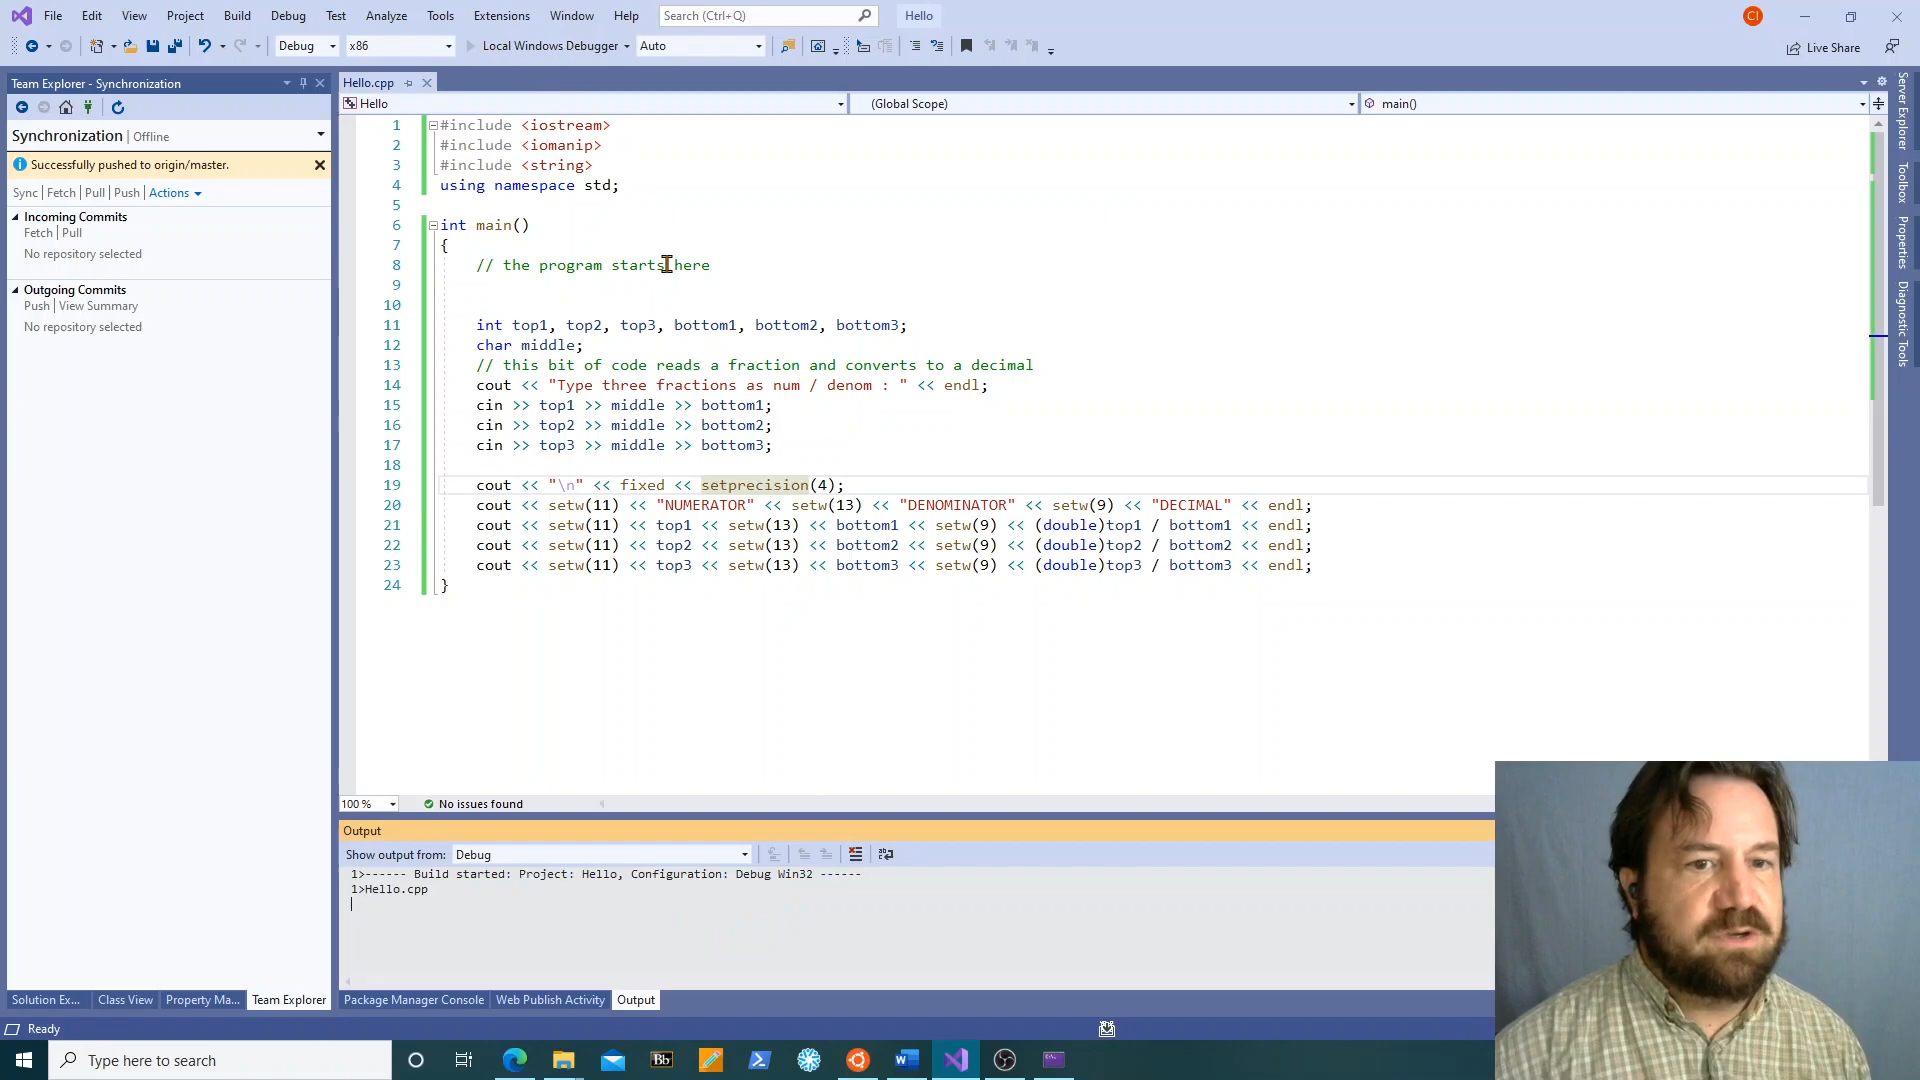 File Edit View Project Build Debug Test Analyze Tools Extensions Window Help Search (Ctrl+Q) Hello CI
Debug x86 Local Windows Debugger Auto Live Share
Team Explorer - Synchronization
Synchronization | Offline
Successfully pushed to origin/master.
Sync | Fetch | Pull | Push | Actions
Incoming Commits
Fetch | Pull
No repository selected
Outgoing Commits
Push | View Summary
No repository selected
Solution Ex... Class View Property Ma... Team Explorer
Hello.cpp
Hello (Global Scope) main()
1 #include <iostream>
2 #include <iomanip>
3 #include <string>
4 using namespace std;
5
6 int main()
7 {
8 // the program starts here
9
10
11 int top1, top2, top3, bottom1, bottom2, bottom3;
12 char middle;
13 // this bit of code reads a fraction and converts to a decimal
14 cout << "Type three fractions as num / denom : " << endl;
15 cin >> top1 >> middle >> bottom1;
16 cin >> top2 >> middle >> bottom2;
17 cin >> top3 >> middle >> bottom3;
18
19 cout << "\n" << fixed << setprecision(4);
20 cout << setw(11) << "NUMERATOR" << setw(13) << "DENOMINATOR" << setw(9) << "DECIMAL" << endl;
21 cout << setw(11) << top1 << setw(13) << bottom1 << setw(9) << (double)top1 / bottom1 << endl;
22 cout << setw(11) << top2 << setw(13) << bottom2 << setw(9) << (double)top2 / bottom2 << endl;
23 cout << setw(11) << top3 << setw(13) << bottom3 << setw(9) << (double)top3 / bottom3 << endl;
24 }
100 % No issues found
Output
Show output from: Debug
1>------ Build started: Project: Hello, Configuration: Debug Win32 ------
1>Hello.cpp
Package Manager Console Web Publish Activity Output
Server Explorer
Toolbox
Properties
Diagnostic Tools
Ready
Type here to search Bb